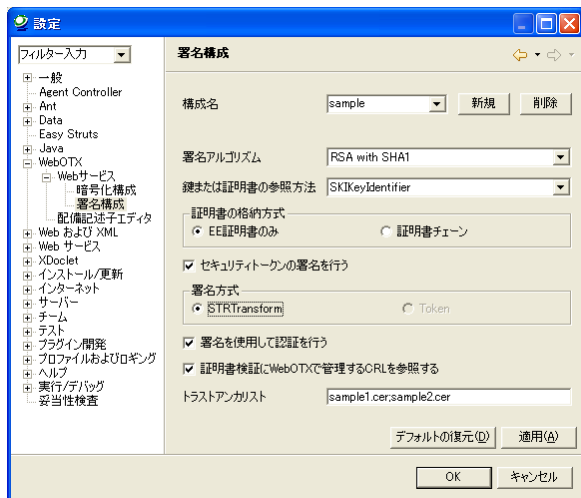 設定
フィルター入力
一般
Agent Controller
Ant
Data
Easy Struts
Java
WebOTX
Webサービス
暗号化構成
署名構成
配備記述子エディタ
Web および XML
Web サービス
XDoclet
インストール/更新
インターネット
サーバー
チーム
テスト
プラグイン開発
プロファイルおよびロギング
ヘルプ
実行/デバッグ
妥当性検査
署名構成
構成名 sample 新規 削除
署名アルゴリズム RSA with SHA1
鍵または証明書の参照方法 SKIKeyIdentifier
証明書の格納方式
EE証明書のみ 証明書チェーン
セキュリティトークンの署名を行う
署名方式
STRTransform Token
署名を使用して認証を行う
証明書検証にWebOTXで管理するCRLを参照する
トラストアンカリスト sample1.cer;sample2.cer
デフォルトの復元(D) 適用(A)
OK キャンセル